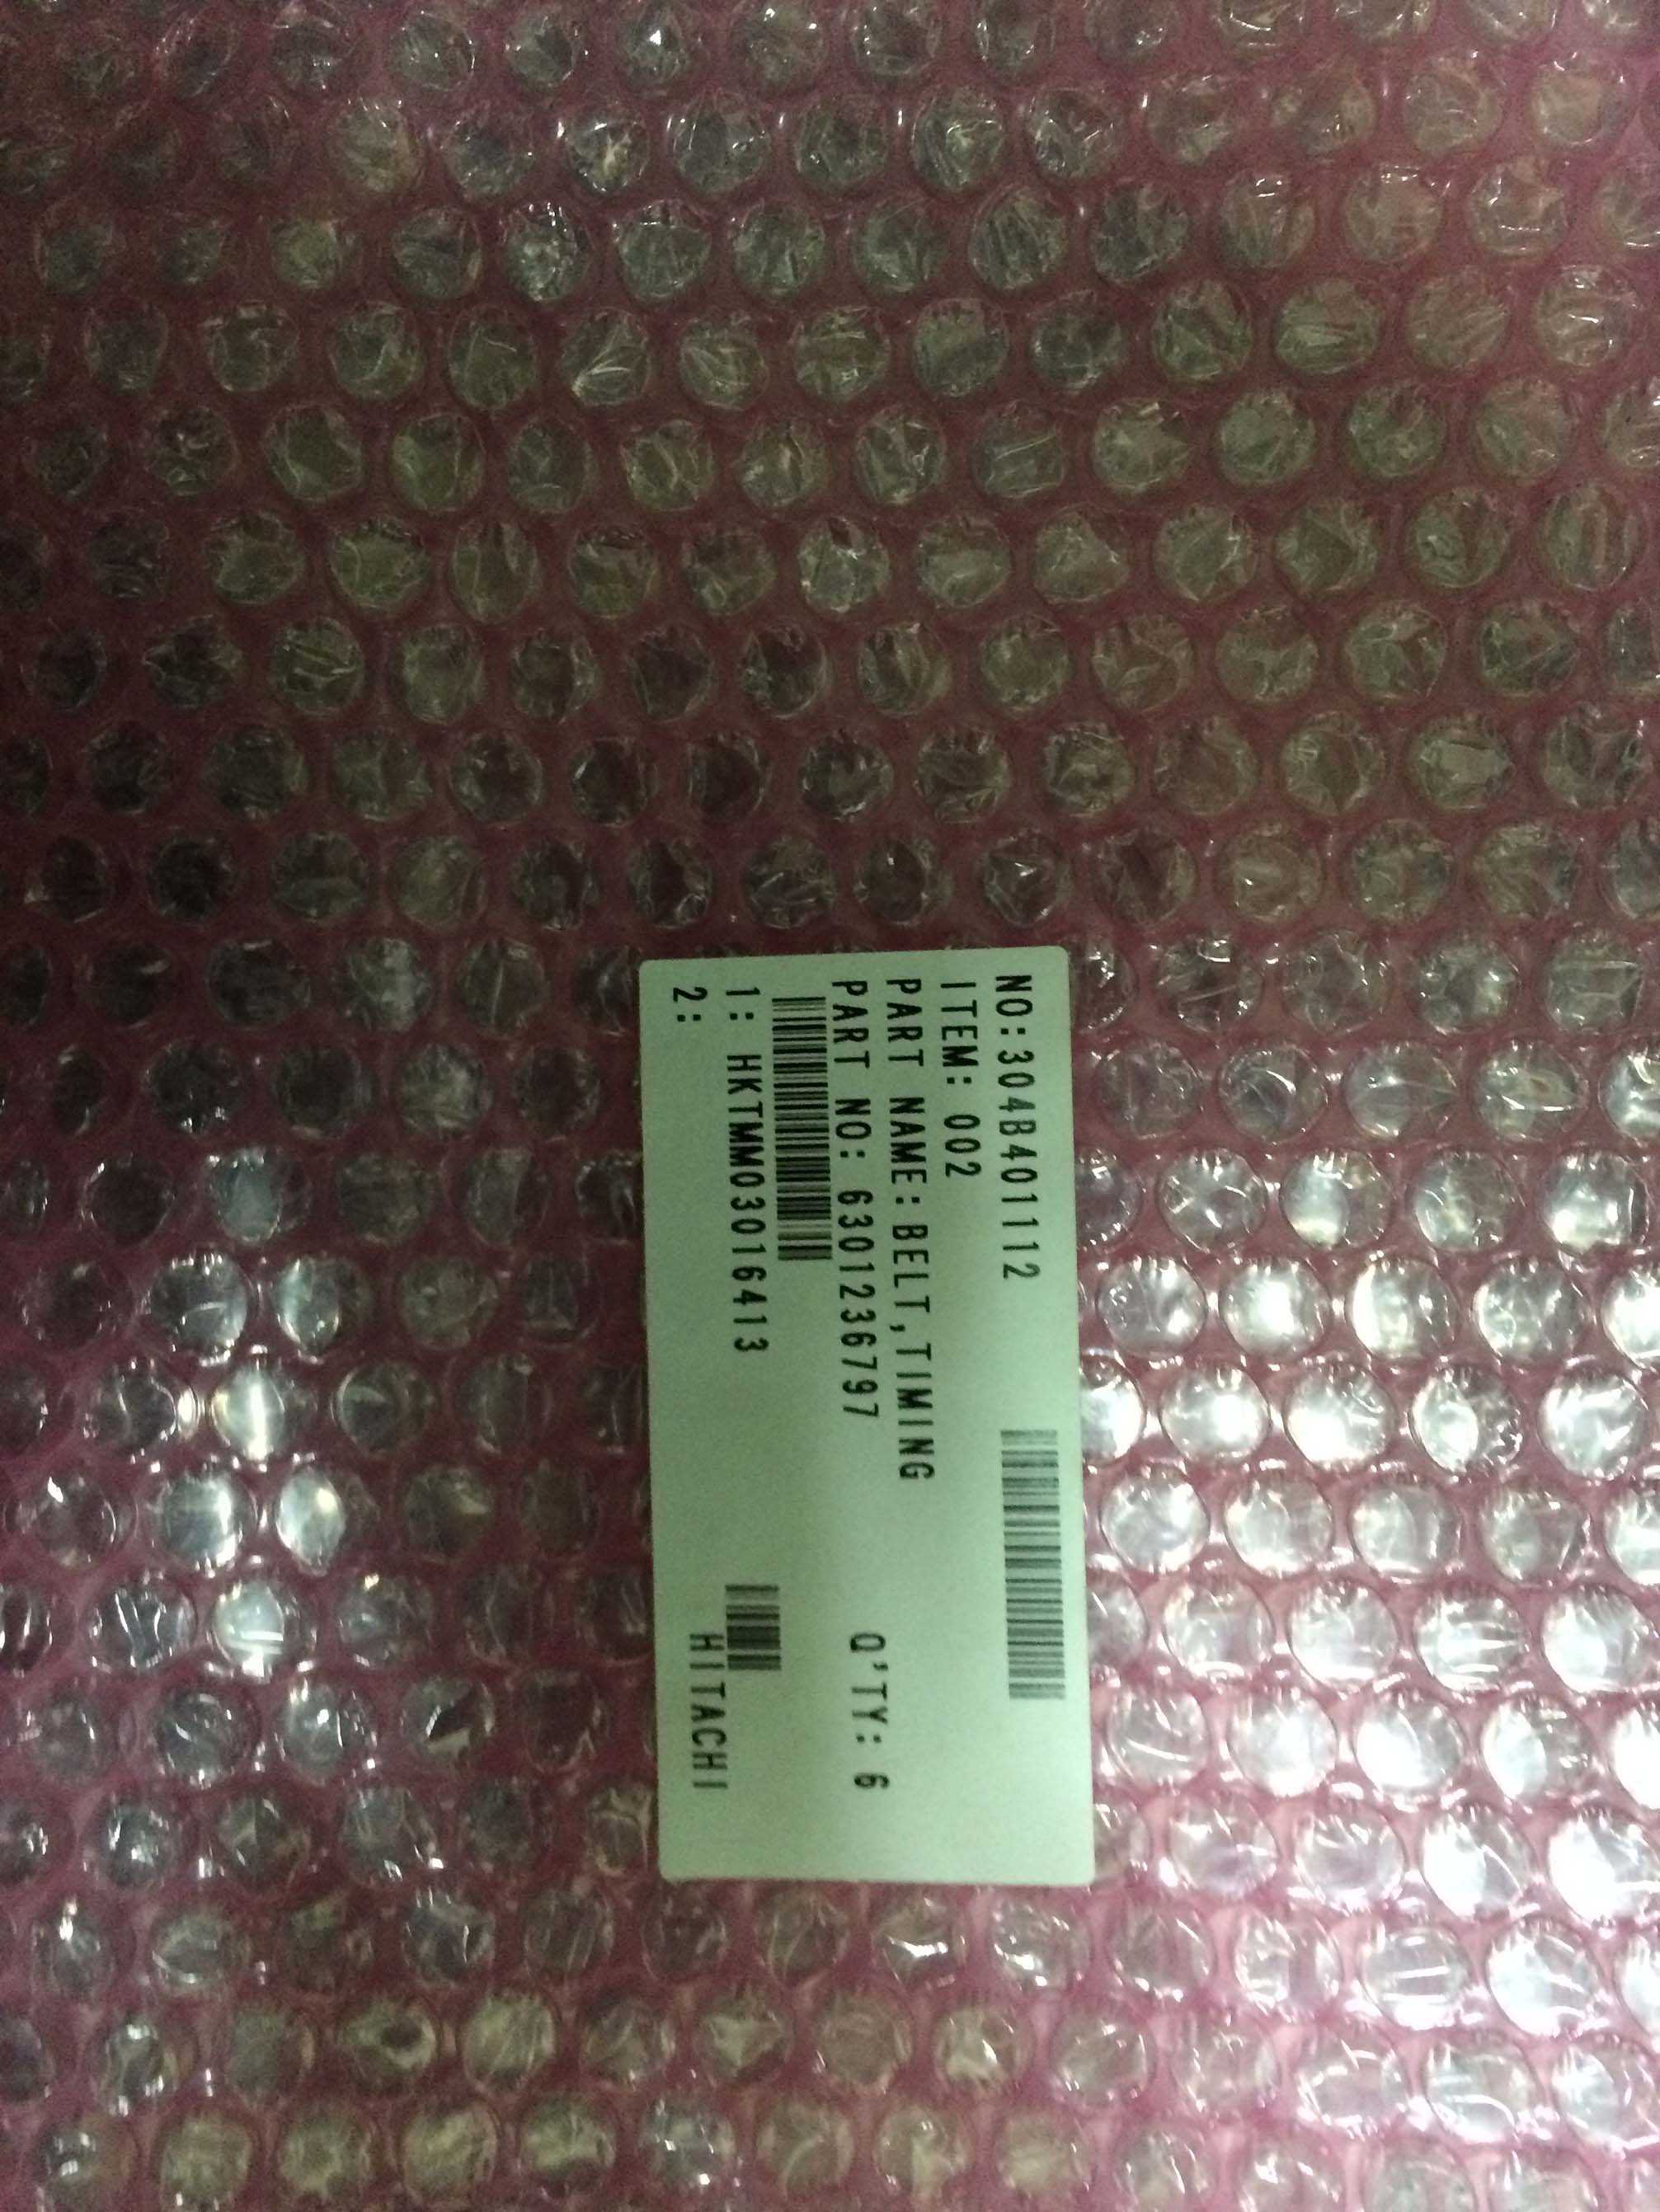 NO:304B401112
ITEM: 002
PART NAME:BELT,TIMING
PART NO: 6301236797 Q'TY: 6
1: HKTMM03016413
2: HITACHI